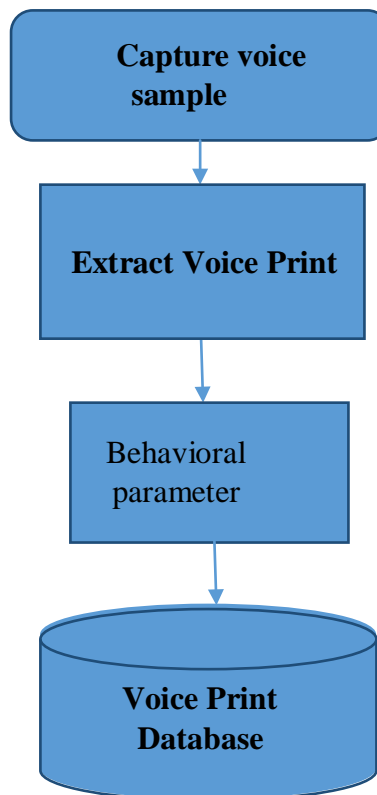 Capture voice
sample
Extract Voice Print
Behavioral
parameter
Voice Print
Database